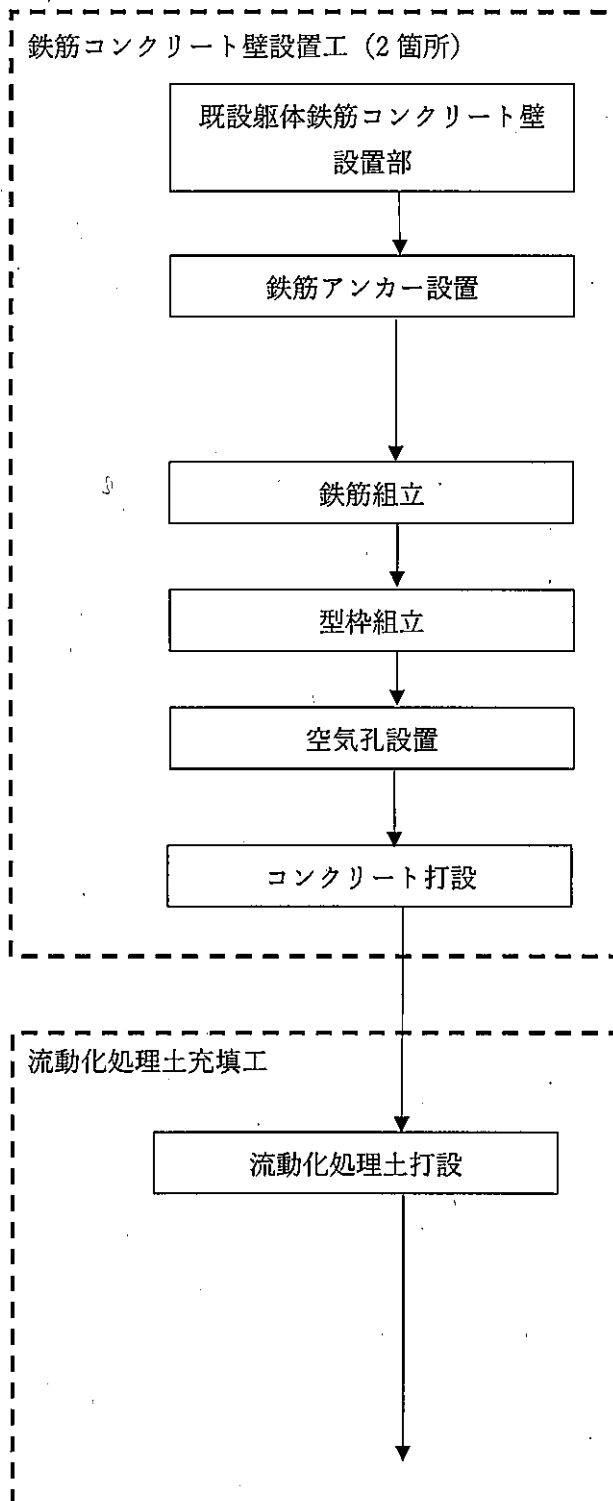 鉄筋コンクリート壁設置工（2箇所）
既設躯体鉄筋コンクリート壁
設置部
鉄筋アンカー設置
鉄筋組立
型枠組立
空気孔設置
コンクリート打設
流動化処理土充填工
流動化処理土打設